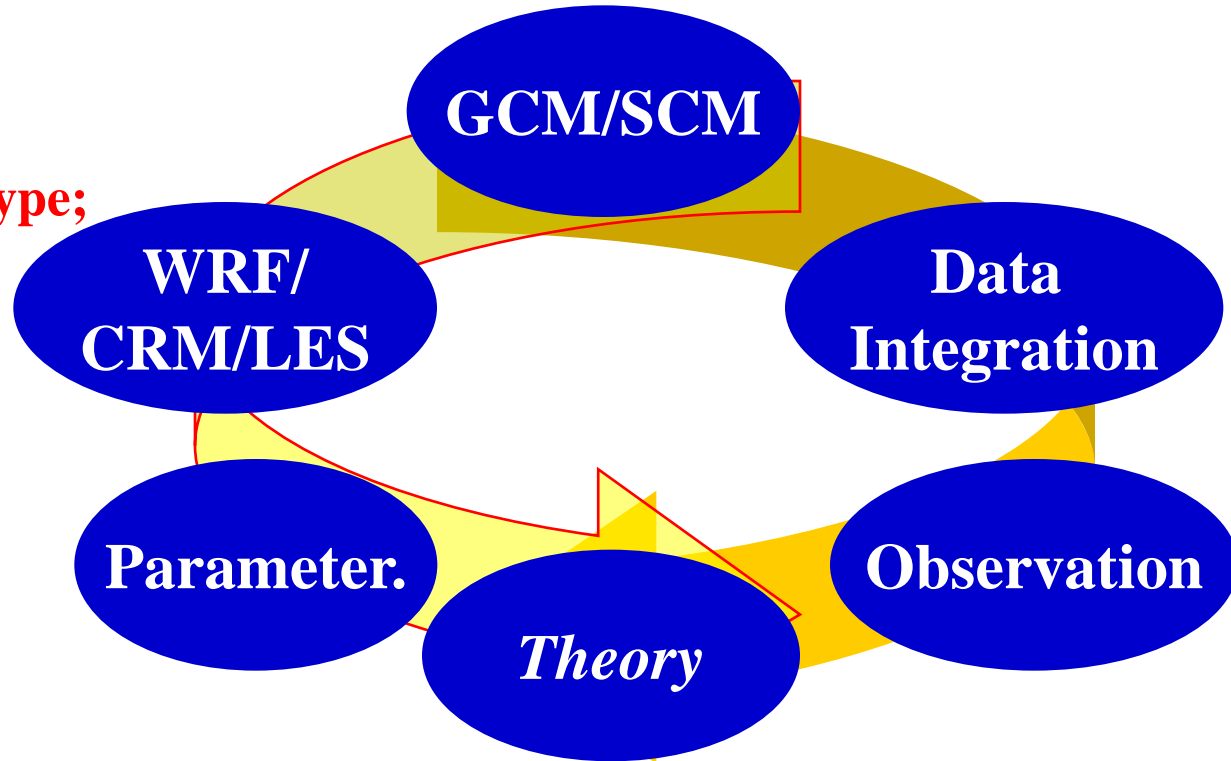 GCM/SCM
ype;
WRF/
CRM/LES
Data
Integration
Parameter.
Observation
Theory